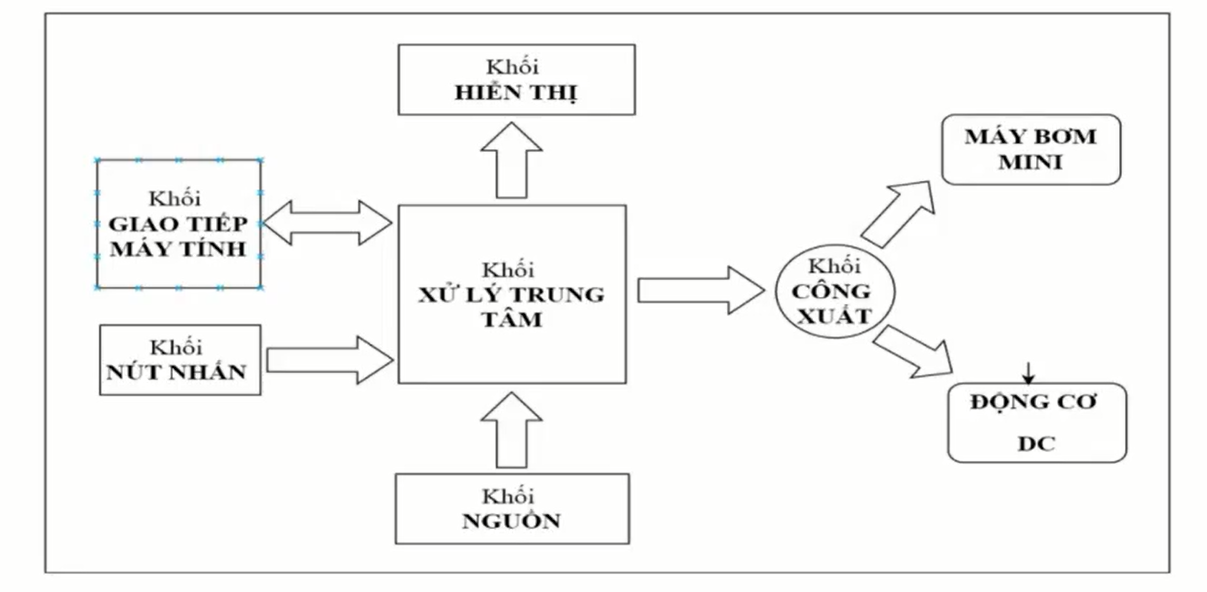 Khối
HIỄN THỊ
MÁY BƠM
MINI
Khối
GIAO TIẾP
MÁY TÍNH
Khối
XỬ LÝ TRUNG
TÂM
Khối
CÔNG
XUẤT
Khối
NÚT NHẤN
ĐỘNG CƠ
DC
Khối
NGUỒN